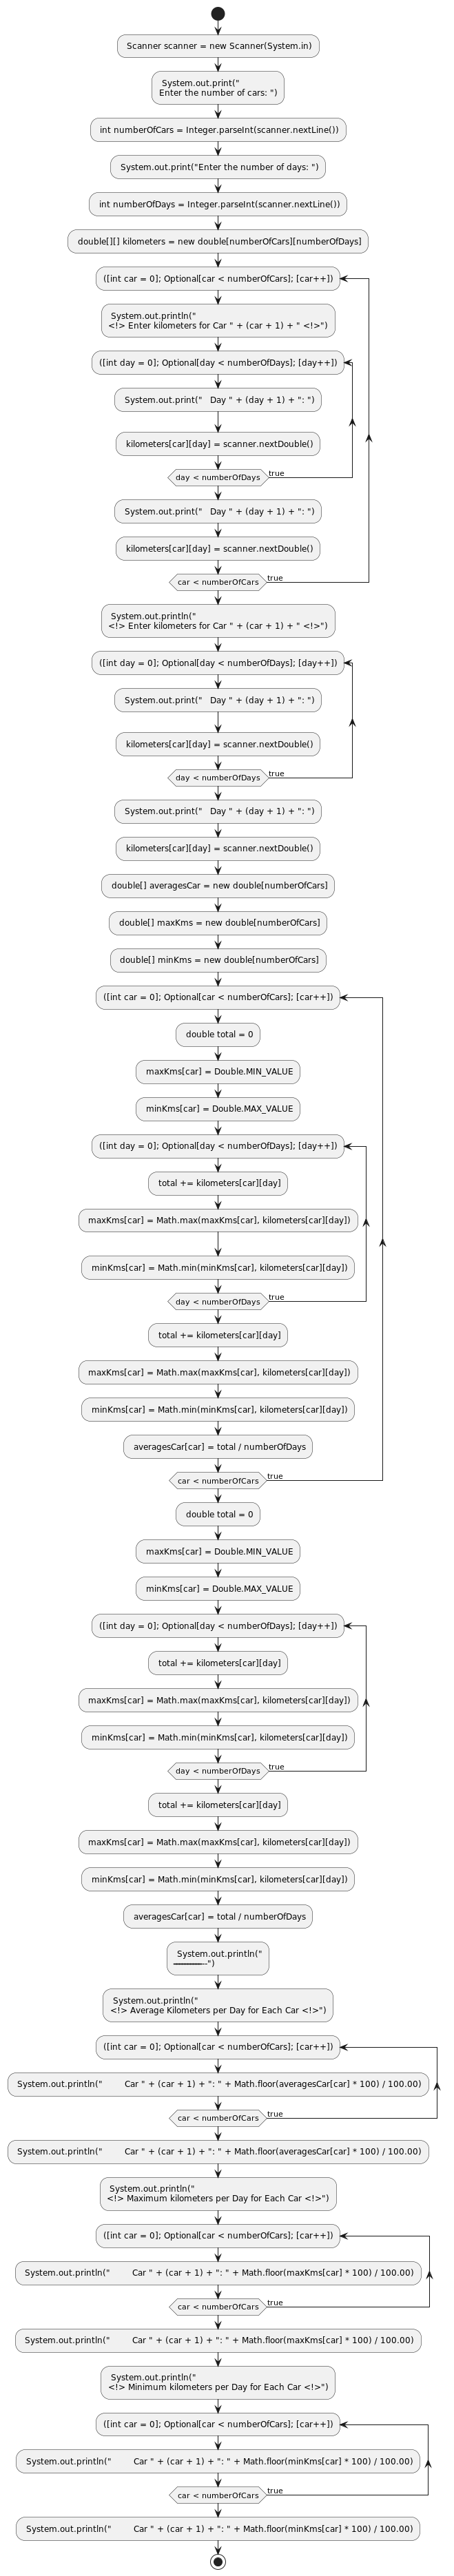 Scanner scanner = new Scanner(System.in)
System.out.print("
Enter the number of cars: ")
int numberOfCars = Integer.parseInt(scanner.nextLine())
System.out.print("Enter the number of days: ")
int numberOfDays = Integer.parseInt(scanner.nextLine())
double[][] kilometers = new double[numberOfCars][numberOfDays]
([int car = 0]; Optional[car < numberOfCars]; [car++])
System.out.println("
<!> Enter kilometers for Car " + (car + 1) + " <!>")
([int day = 0]; Optional[day < numberOfDays]; [day++])
System.out.print("   Day " + (day + 1) + ": ")
kilometers[car][day] = scanner.nextDouble()
day < numberOfDays true
System.out.print("   Day " + (day + 1) + ": ")
kilometers[car][day] = scanner.nextDouble()
car < numberOfCars true
System.out.println("
<!> Enter kilometers for Car " + (car + 1) + " <!>")
([int day = 0]; Optional[day < numberOfDays]; [day++])
System.out.print("   Day " + (day + 1) + ": ")
kilometers[car][day] = scanner.nextDouble()
day < numberOfDays true
System.out.print("   Day " + (day + 1) + ": ")
kilometers[car][day] = scanner.nextDouble()
double[] averagesCar = new double[numberOfCars]
double[] maxKms = new double[numberOfCars]
double[] minKms = new double[numberOfCars]
([int car = 0]; Optional[car < numberOfCars]; [car++])
double total = 0
maxKms[car] = Double.MIN_VALUE
minKms[car] = Double.MAX_VALUE
([int day = 0]; Optional[day < numberOfDays]; [day++])
total += kilometers[car][day]
maxKms[car] = Math.max(maxKms[car], kilometers[car][day])
minKms[car] = Math.min(minKms[car], kilometers[car][day])
day < numberOfDays true
total += kilometers[car][day]
maxKms[car] = Math.max(maxKms[car], kilometers[car][day])
minKms[car] = Math.min(minKms[car], kilometers[car][day])
averagesCar[car] = total / numberOfDays
car < numberOfCars true
double total = 0
maxKms[car] = Double.MIN_VALUE
minKms[car] = Double.MAX_VALUE
([int day = 0]; Optional[day < numberOfDays]; [day++])
total += kilometers[car][day]
maxKms[car] = Math.max(maxKms[car], kilometers[car][day])
minKms[car] = Math.min(minKms[car], kilometers[car][day])
day < numberOfDays true
total += kilometers[car][day]
maxKms[car] = Math.max(maxKms[car], kilometers[car][day])
minKms[car] = Math.min(minKms[car], kilometers[car][day])
averagesCar[car] = total / numberOfDays
System.out.println("
--")
System.out.println("
<!> Average Kilometers per Day for Each Car <!>")
([int car = 0]; Optional[car < numberOfCars]; [car++])
System.out.println("        Car " + (car + 1) + ": " + Math.floor(averagesCar[car] * 100) / 100.00)
car < numberOfCars true
System.out.println("        Car " + (car + 1) + ": " + Math.floor(averagesCar[car] * 100) / 100.00)
System.out.println("
<!> Maximum kilometers per Day for Each Car <!>")
([int car = 0]; Optional[car < numberOfCars]; [car++])
System.out.println("        Car " + (car + 1) + ": " + Math.floor(maxKms[car] * 100) / 100.00)
car < numberOfCars true
System.out.println("        Car " + (car + 1) + ": " + Math.floor(maxKms[car] * 100) / 100.00)
System.out.println("
<!> Minimum kilometers per Day for Each Car <!>")
([int car = 0]; Optional[car < numberOfCars]; [car++])
System.out.println("        Car " + (car + 1) + ": " + Math.floor(minKms[car] * 100) / 100.00)
car < numberOfCars true
System.out.println("        Car " + (car + 1) + ": " + Math.floor(minKms[car] * 100) / 100.00)